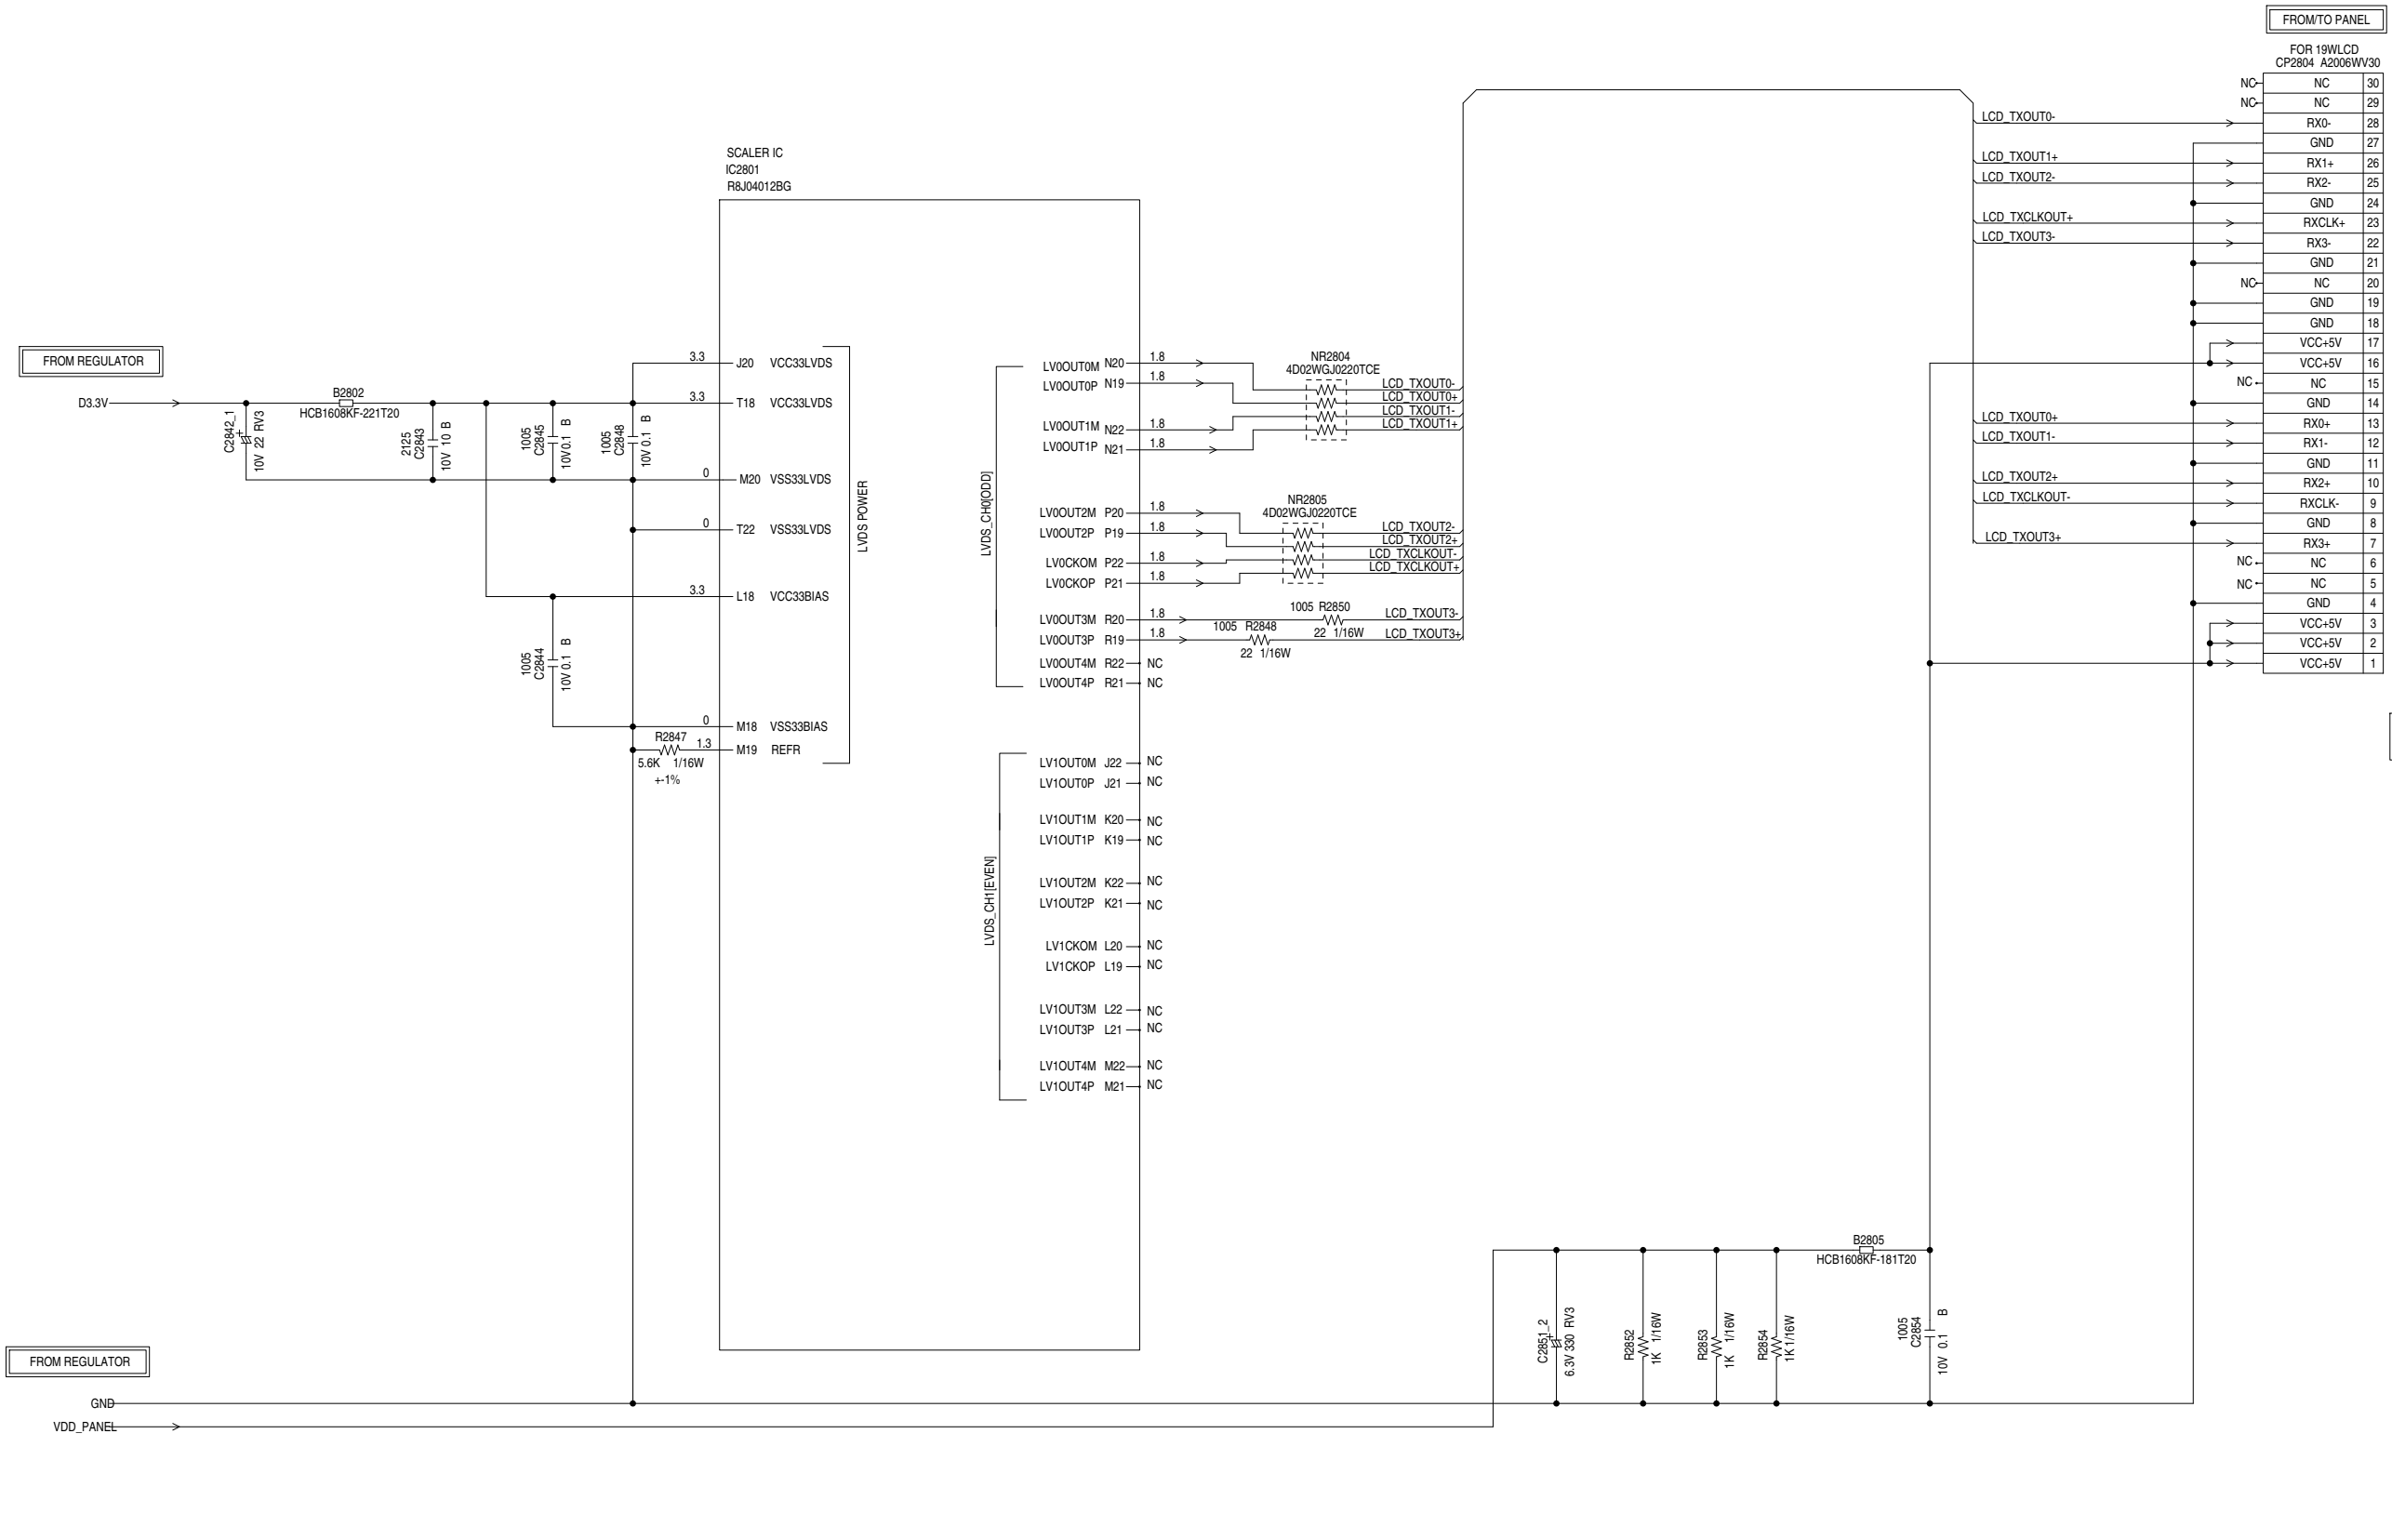 FROM/TO PANEL
FOR 19WLCD
CP2804 A2006WV30
NC NC 30
NC NC 29
LCD_TXOUT0- RX0- 28
GND 27
LCD_TXOUT1+ RX1+ 26
LCD_TXOUT2- RX2- 25
GND 24
LCD_TXCLKOUT+ RXCLK+ 23
LCD_TXOUT3- RX3- 22
GND 21
NC NC 20
GND 19
GND 18
VCC+5V 17
VCC+5V 16
NC NC 15
GND 14
LCD_TXOUT0+ RX0+ 13
LCD_TXOUT1- RX1- 12
GND 11
LCD_TXOUT2+ RX2+ 10
LCD_TXCLKOUT- RXCLK- 9
GND 8
LCD_TXOUT3+ RX3+ 7
NC NC 6
NC NC 5
GND 4
VCC+5V 3
VCC+5V 2
VCC+5V 1
SCALER IC
IC2801
R8J04012BG
FROM REGULATOR
D3.3V
B2802
HCB1608KF-221T20
C2842_1
+
10V 22 RV3
2125
C2843
10V 10 B
1005
C2845
10V 0.1 B
1005
C2848
10V 0.1 B
1005
C2844
10V 0.1 B
3.3 J20 VCC33LVDS
3.3 T18 VCC33LVDS
0 M20 VSS33LVDS
0 T22 VSS33LVDS
3.3 L18 VCC33BIAS
0 M18 VSS33BIAS
R2847 1.3 M19 REFR
5.6K 1/16W
+-1%
LVDS POWER
LVDS_CH0[ODD]
LV0OUT0M N20 1.8
LV0OUT0P N19 1.8
LV0OUT1M N22 1.8
LV0OUT1P N21 1.8
LV0OUT2M P20 1.8
LV0OUT2P P19 1.8
LV0CKOM P22 1.8
LV0CKOP P21 1.8
LV0OUT3M R20 1.8
LV0OUT3P R19 1.8
LV0OUT4M R22 NC
LV0OUT4P R21 NC
NR2804
4D02WGJ0220TCE
LCD_TXOUT0-
LCD_TXOUT0+
LCD_TXOUT1-
LCD_TXOUT1+
NR2805
4D02WGJ0220TCE
LCD_TXOUT2-
LCD_TXOUT2+
LCD_TXCLKOUT-
LCD_TXCLKOUT+
1005 R2850 LCD_TXOUT3-
22 1/16W
1005 R2848 LCD_TXOUT3+
22 1/16W
LVDS_CH1[EVEN]
LV1OUT0M J22 NC
LV1OUT0P J21 NC
LV1OUT1M K20 NC
LV1OUT1P K19 NC
LV1OUT2M K22 NC
LV1OUT2P K21 NC
LV1CKOM L20 NC
LV1CKOP L19 NC
LV1OUT3M L22 NC
LV1OUT3P L21 NC
LV1OUT4M M22 NC
LV1OUT4P M21 NC
B2805
HCB1608KF-181T20
C2851_2
+
6.3V 330 RV3
R2852
1K 1/16W
R2853
1K 1/16W
R2854
1K 1/16W
1005
C2854
10V 0.1 B
FROM REGULATOR
GND
VDD_PANEL